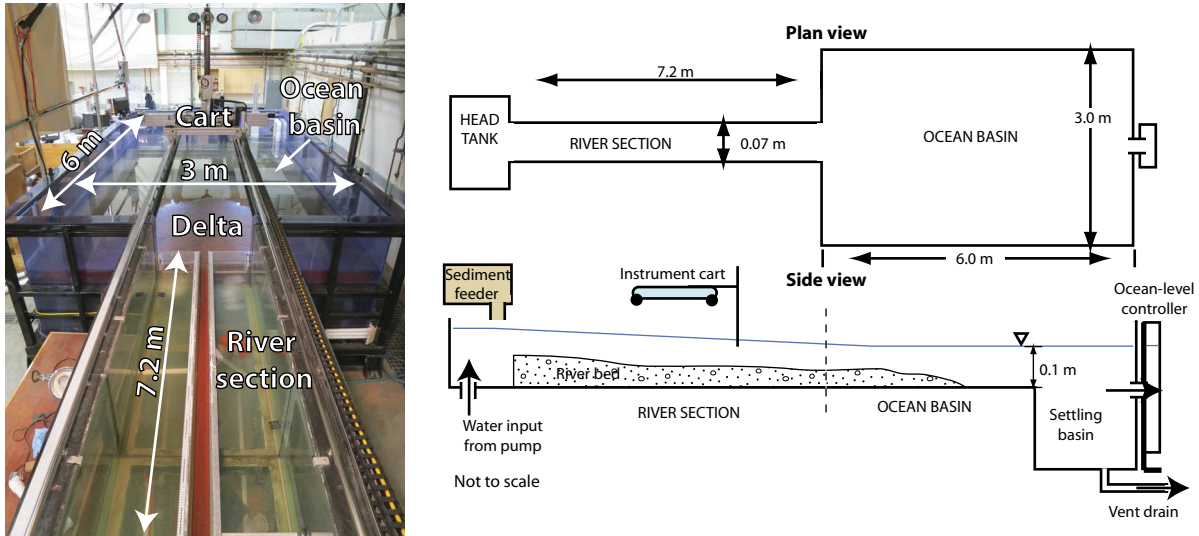 Ocean
basin
Cart
6 m
3 m
Delta
7.2 m
River
section
Plan view
7.2 m
HEAD
TANK
RIVER SECTION
0.07 m
OCEAN BASIN
3.0 m
6.0 m
Side view
Sediment
feeder
Instrument cart
Ocean-level
controller
River bed
0.1 m
RIVER SECTION
OCEAN BASIN
Settling
basin
Water input
from pump
Not to scale
Vent drain